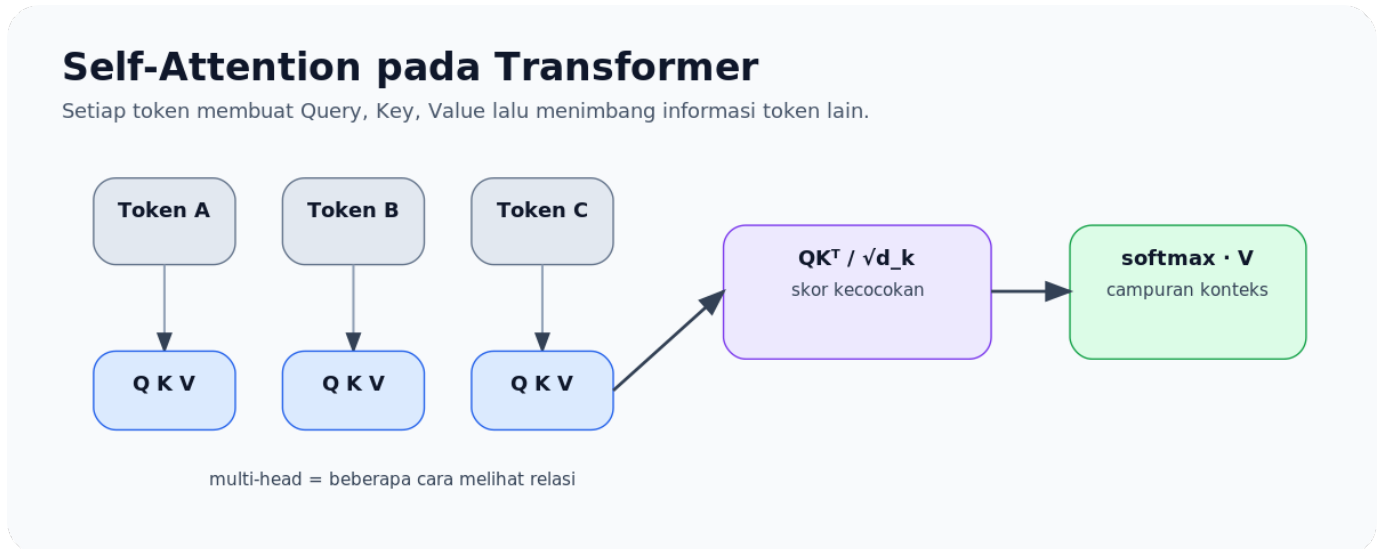 Self-Attention pada Transformer
Setiap token membuat Query, Key, Value lalu menimbang informasi token lain.
Token A
Token B
Token C
Q K V
Q K V
Q K V
QKᵀ / √d_k
skor kecocokan
softmax · V
campuran konteks
multi-head = beberapa cara melihat relasi